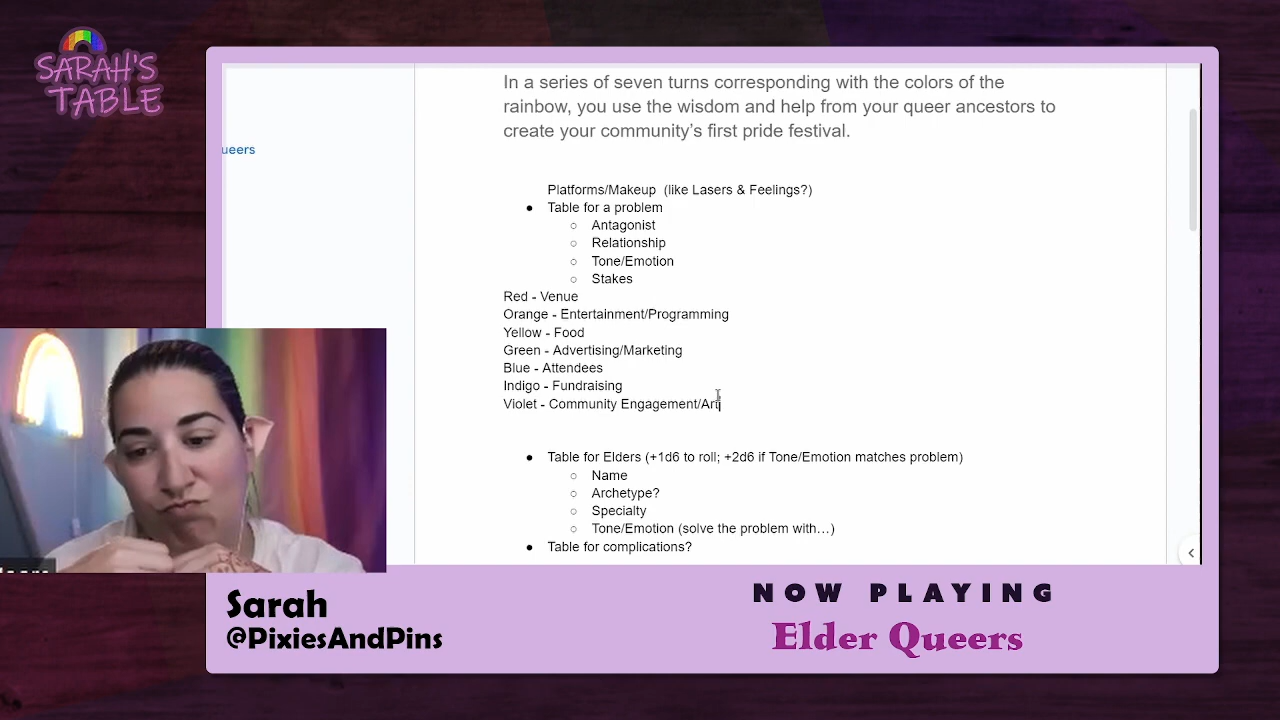 SARAH'S
TABLE
In a series of seven turns corresponding with the colors of the
rainbow, you use the wisdom and help from your queer ancestors to
create your community's first pride festival.
ueers
Platforms/Makeup (like Lasers & Feelings?)
● Table for a problem
○ Antagonist
○ Relationship
○ Tone/Emotion
○ Stakes
Red - Venue
Orange - Entertainment/Programming
Yellow - Food
Green - Advertising/Marketing
Blue - Attendees
Indigo - Fundraising
Violet - Community Engagement/Art
● Table for Elders (+1d6 to roll; +2d6 if Tone/Emotion matches problem)
○ Name
○ Archetype?
○ Specialty
○ Tone/Emotion (solve the problem with…)
● Table for complications?
Sarah
@PixiesAndPins
NOW PLAYING
Elder Queers